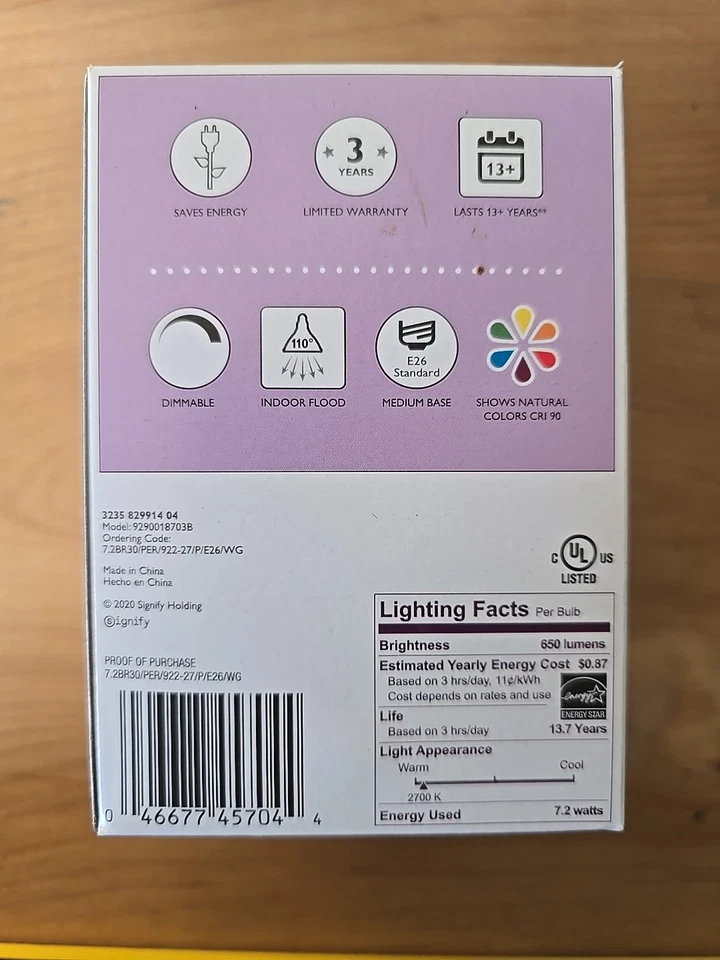 3
YEARS
13+
SAVES ENERGY
LIMITED WARRANTY
LASTS 13+ YEARS**
110°
E26
Standard
DIMMABLE
INDOOR FLOOD
MEDIUM BASE
SHOWS NATURAL
COLORS CRI 90
3235 829914 04
Model: 9290018703B
Ordering Code:
7.2BR30/PER/922-27/P/E26/WG
Made in China
Hecho en China
© 2020 Signify Holding
Signify
C UL US
LISTED
PROOF OF PURCHASE
7.2BR30/PER/922-27/P/E26/WG
0 46677 45704 4
Lighting Facts Per Bulb
Brightness 650 lumens
Estimated Yearly Energy Cost $0.87
Based on 3 hrs/day, 11¢/kWh
Cost depends on rates and use
energy
ENERGY STAR
Life
Based on 3 hrs/day 13.7 Years
Light Appearance
Warm Cool
2700 K
Energy Used 7.2 watts